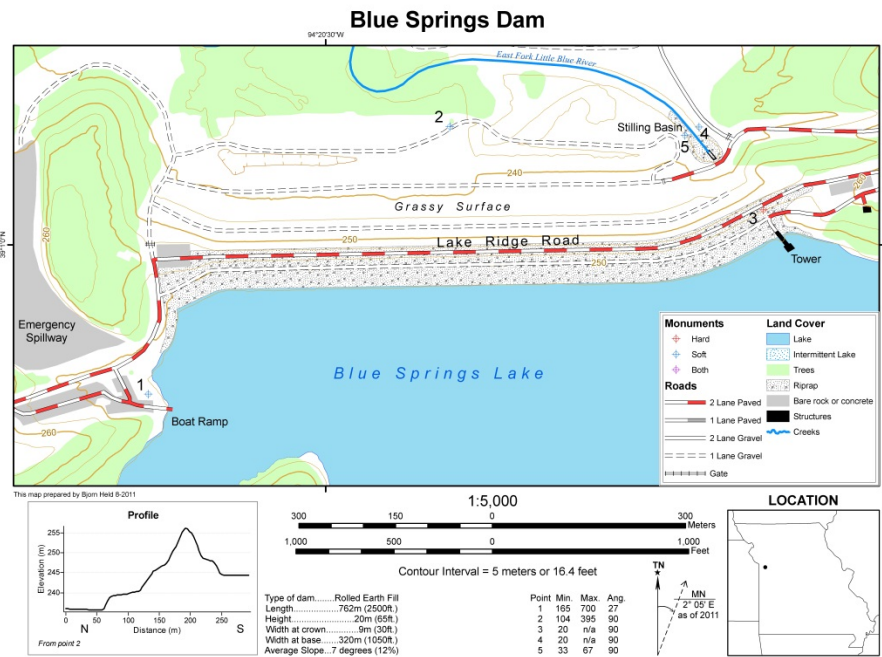 Blue Springs Dam
94°20'30"W
East Fork Little Blue River
2
Stilling Basin
4
5
240
Grassy Surface
260
3
250
Lake Ridge Road
250
39°1'0"N
260
Tower
Emergency
Spillway
Blue Springs Lake
1
Boat Ramp
260
Monuments
Hard
Soft
Both
Roads
2 Lane Paved
1 Lane Paved
2 Lane Gravel
1 Lane Gravel
Gate
Land Cover
Lake
Intermittent Lake
Trees
Riprap
Bare rock or concrete
Structures
Creeks
This map prepared by Bjorn Held 8-2011
Profile
Elevation (m)
255
250
245
240
0 50 100 150 200 250
N Distance (m) S
From point 2
1:5,000
300 150 0 300
Meters
1,000 500 0 1,000
Feet
Contour Interval = 5 meters or 16.4 feet
Type of dam.......Rolled Earth Fill
Length....................762m (2500ft.)
Height........................20m (65ft.)
Width at crown...........9m (30ft.)
Width at base......320m (1050ft.)
Average Slope...7 degrees (12%)
Point Min. Max. Ang.
1 165 700 27
2 104 395 90
3 20 n/a 90
4 20 n/a 90
5 33 67 90
TN
MN
2° 05' E
as of 2011
LOCATION